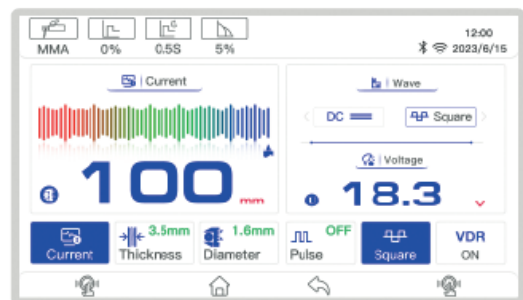 MMA 0% 0.5S 5%
12:00
2023/6/15
Current
Wave
DC
Square
Voltage
100
mm
18.3
V
3.5mm 1.6mm OFF VDR
Current Thickness Diameter Pulse Square ON